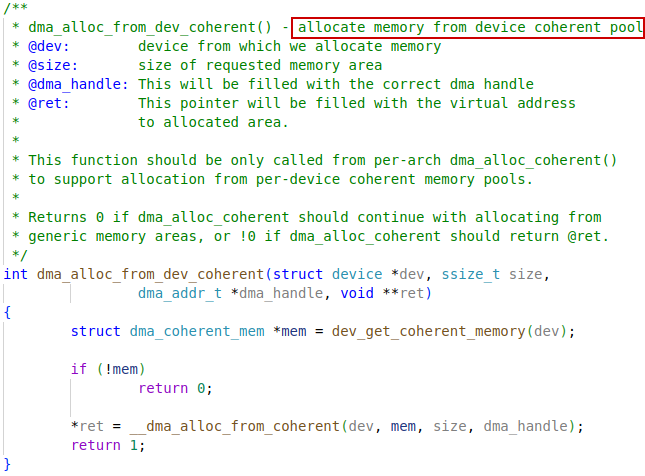 /**
 * dma_alloc_from_dev_coherent() - allocate memory from device coherent pool
 * @dev:	device from which we allocate memory
 * @size:	size of requested memory area
 * @dma_handle:	This will be filled with the correct dma handle
 * @ret:	This pointer will be filled with the virtual address
 *		to allocated area.
 *
 * This function should be only called from per-arch dma_alloc_coherent()
 * to support allocation from per-device coherent memory pools.
 *
 * Returns 0 if dma_alloc_coherent should continue with allocating from
 * generic memory areas, or !0 if dma_alloc_coherent should return @ret.
 */
int dma_alloc_from_dev_coherent(struct device *dev, ssize_t size,
		dma_addr_t *dma_handle, void **ret)
{
	struct dma_coherent_mem *mem = dev_get_coherent_memory(dev);

	if (!mem)
		return 0;

	*ret = __dma_alloc_from_coherent(dev, mem, size, dma_handle);
	return 1;
}